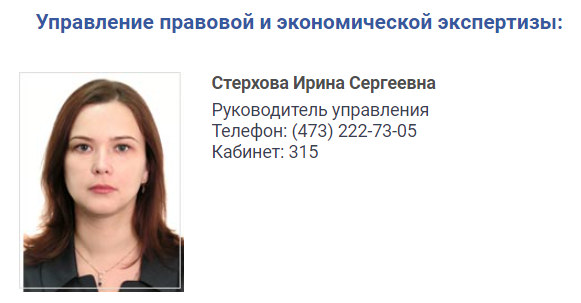 Управление правовой и экономической экспертизы:
Стерхова Ирина Сергеевна
Руководитель управления
Телефон: (473) 222-73-05
Кабинет: 315